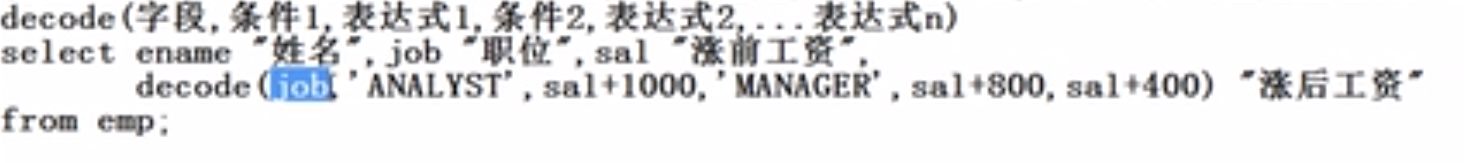 decode(字段,条件1,表达式1,条件2,表达式2,...表达式n)
select ename "姓名",job "职位",sal "涨前工资",
decode(job,'ANALYST',sal+1000,'MANAGER',sal+800,sal+400) "涨后工资"
from emp;